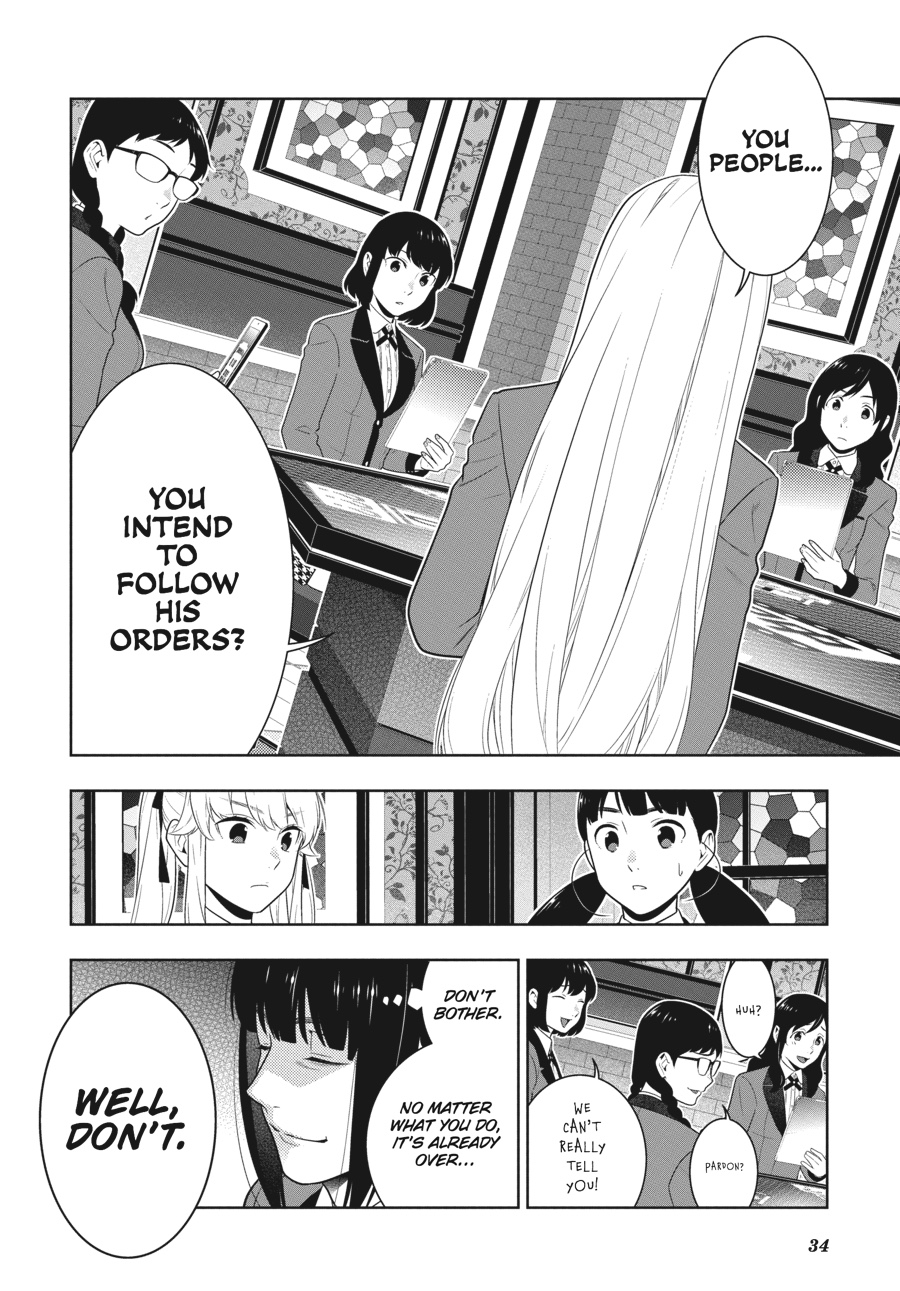 YOU
PEOPLE...
YOU
INTEND
TO
FOLLOW
HIS
ORDERS?
HUH?
PARDON?
WE
CAN'T
REALLY
TELL
YOU!
DON'T
BOTHER.
NO MATTER
WHAT YOU DO,
IT'S ALREADY
OVER...
WELL,
DON'T.
34